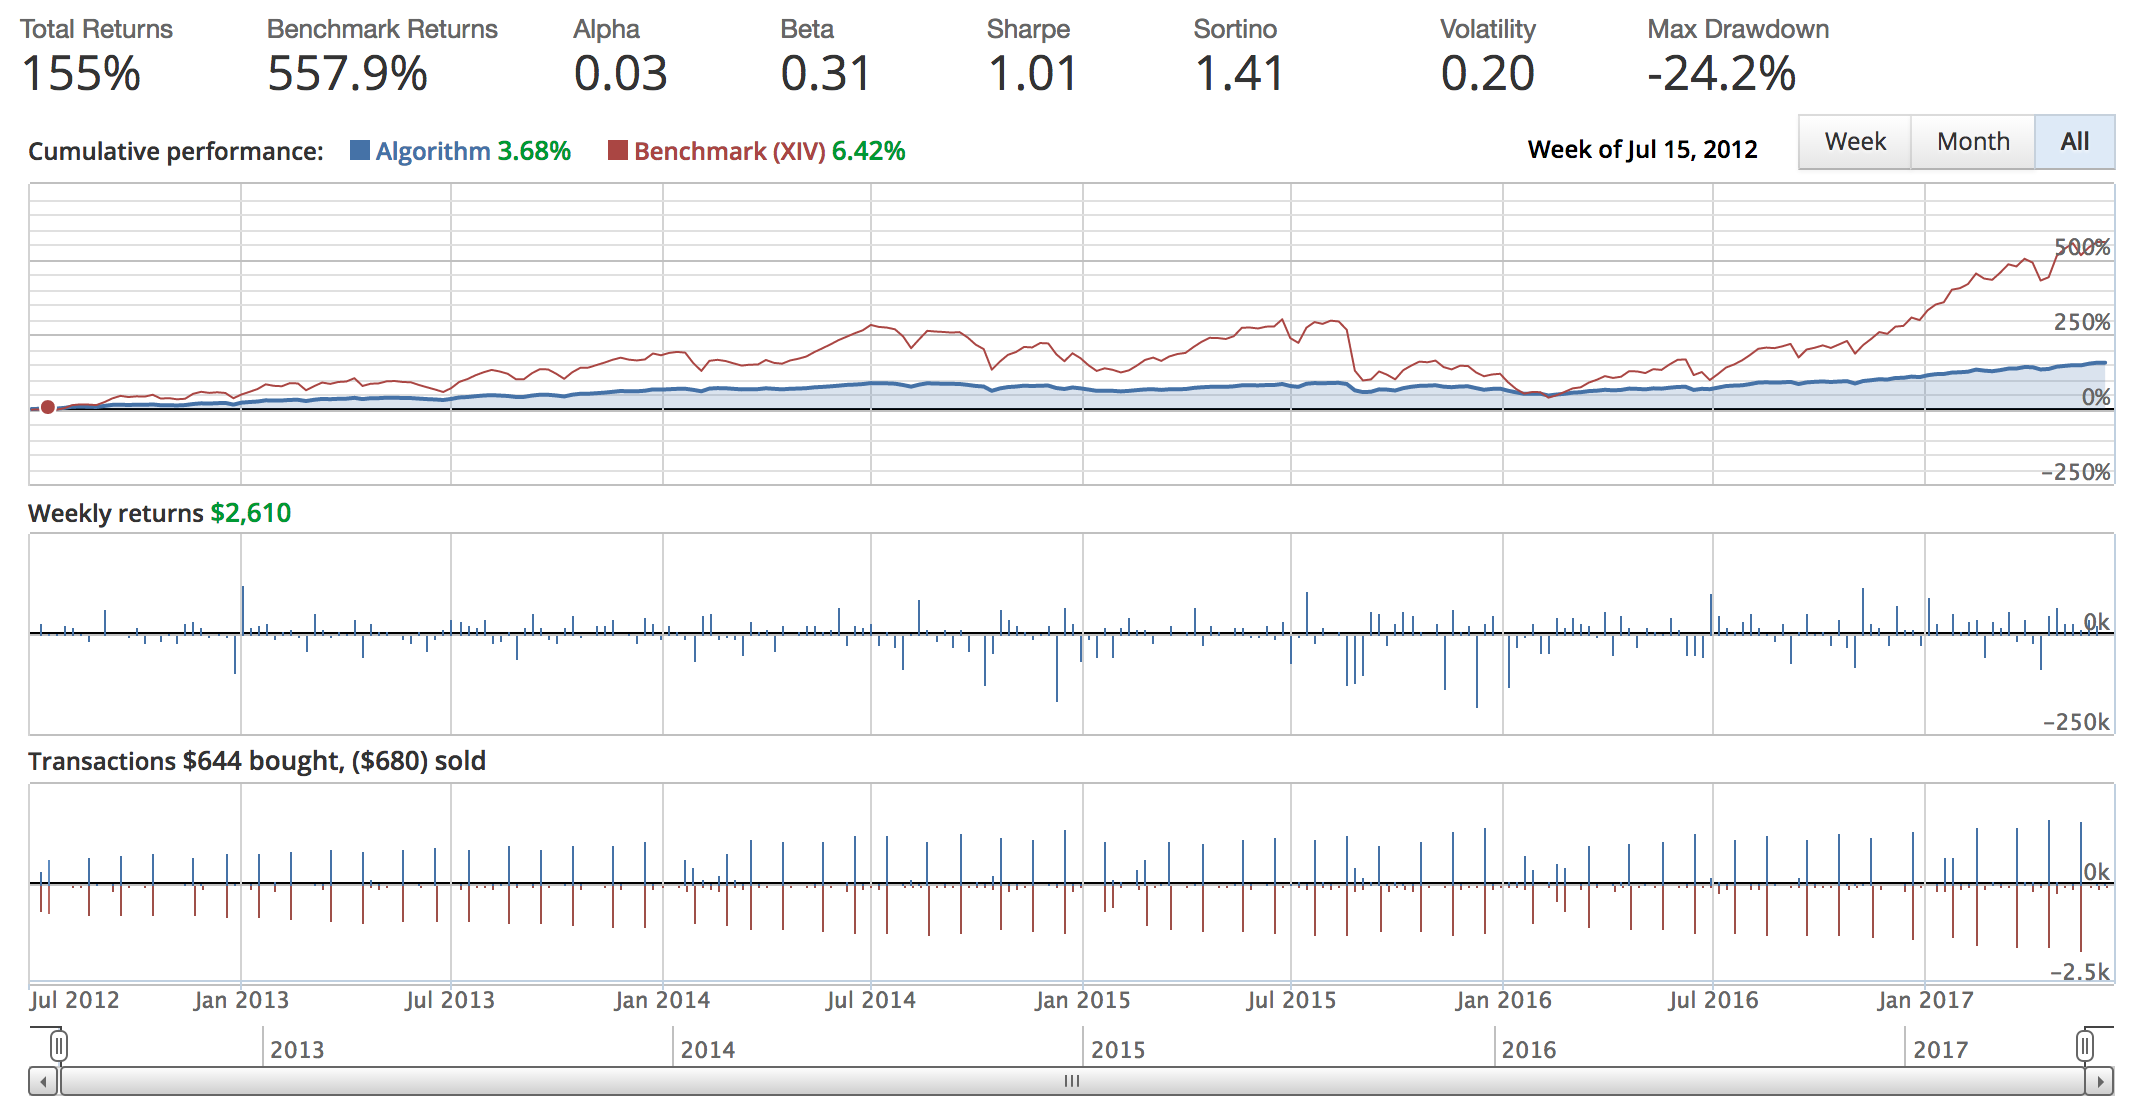 Total Returns Benchmark Returns Alpha Beta Sharpe Sortino Volatility Max Drawdown
155% 557.9% 0.03 0.31 1.01 1.41 0.20 -24.2%
Cumulative performance: Algorithm 3.68% Benchmark (XIV) 6.42% Week of Jul 15, 2012 Week Month All
500%
250%
0%
−250%
Weekly returns $2,610
0k
−250k
Transactions $644 bought, ($680) sold
0k
−2.5k
Jul 2012 Jan 2013 Jul 2013 Jan 2014 Jul 2014 Jan 2015 Jul 2015 Jan 2016 Jul 2016 Jan 2017
2013 2014 2015 2016 2017